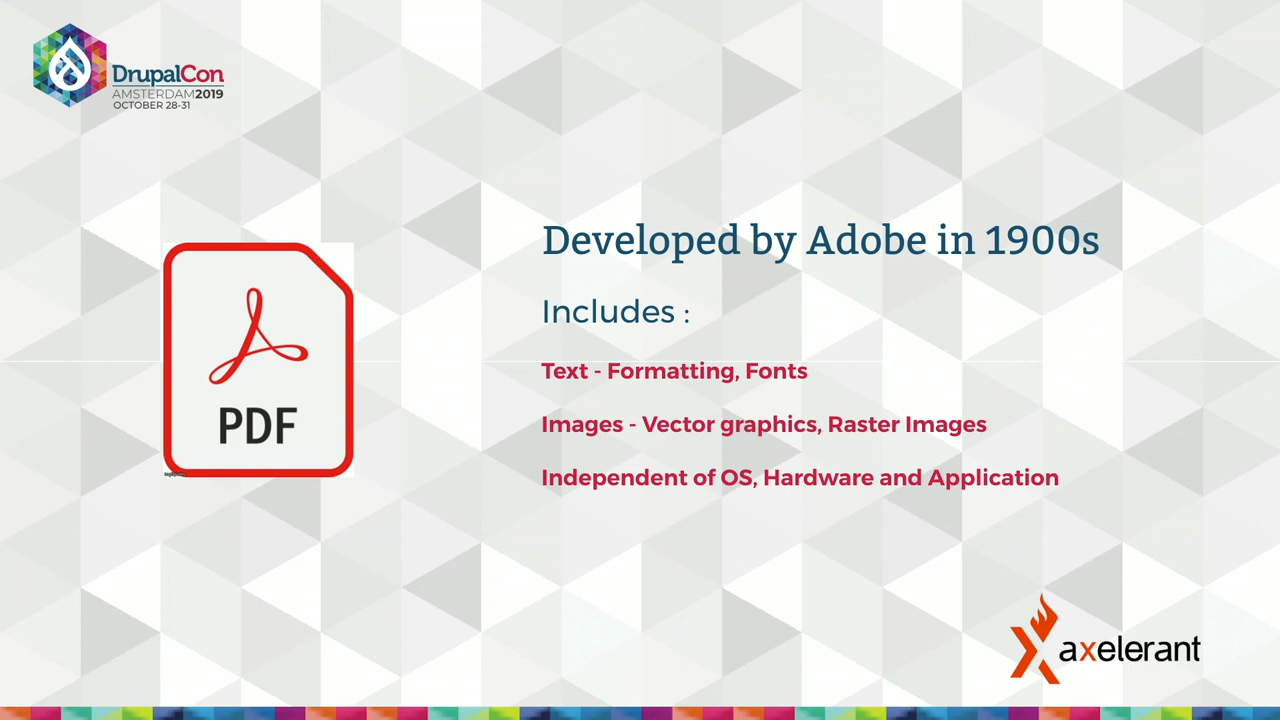 DrupalCon
AMSTERDAM2019
OCTOBER 28-31
Developed by Adobe in 1900s
Includes :
Text - Formatting, Fonts
Images - Vector graphics, Raster Images
Independent of OS, Hardware and Application
PDF
axelerant